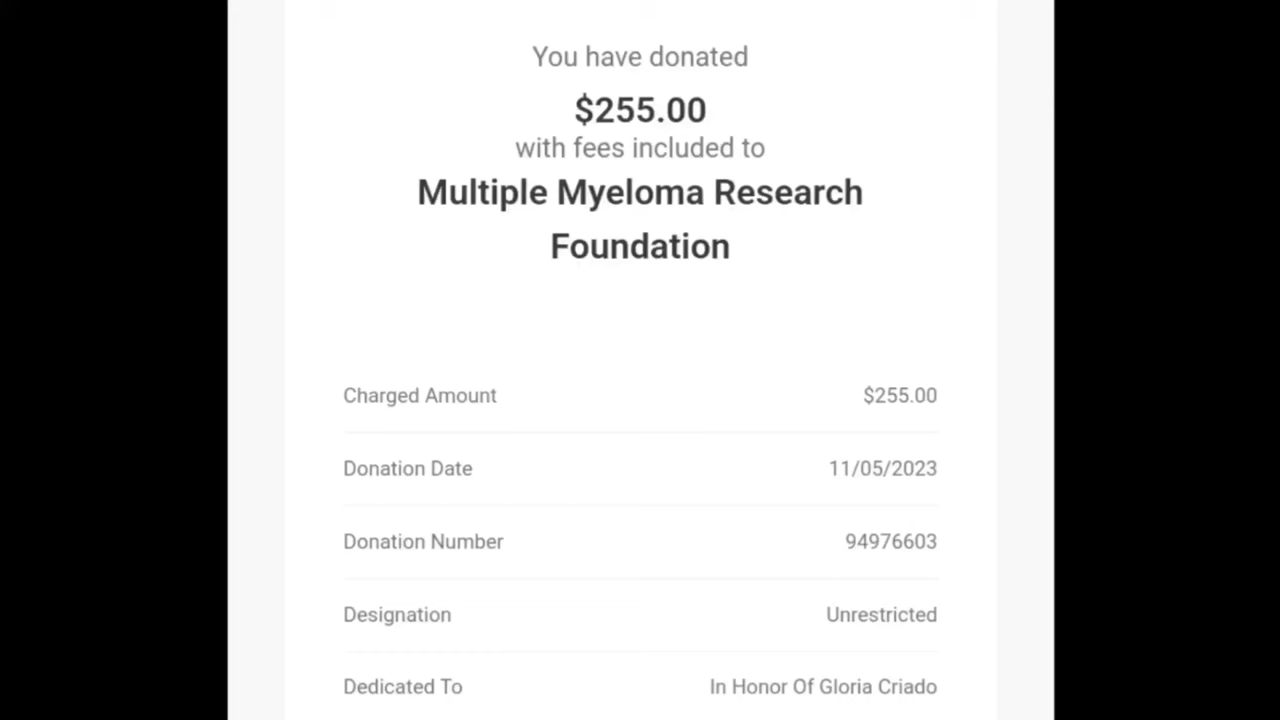 You have donated
$255.00
with fees included to
Multiple Myeloma Research
Foundation
Charged Amount $255.00
Donation Date 11/05/2023
Donation Number 94976603
Designation Unrestricted
Dedicated To In Honor Of Gloria Criado